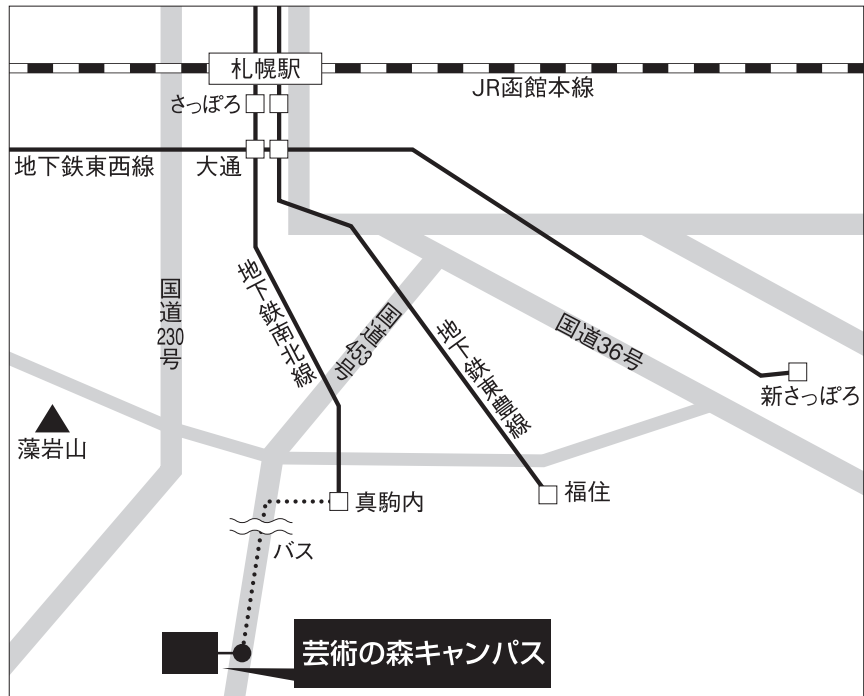 札幌駅
JR函館本線
さっぽろ
地下鉄東西線
大通
国道230号
地下鉄南北線
国道453号
地下鉄東豊線
国道36号
新さっぽろ
藻岩山
真駒内
福住
バス
芸術の森キャンパス